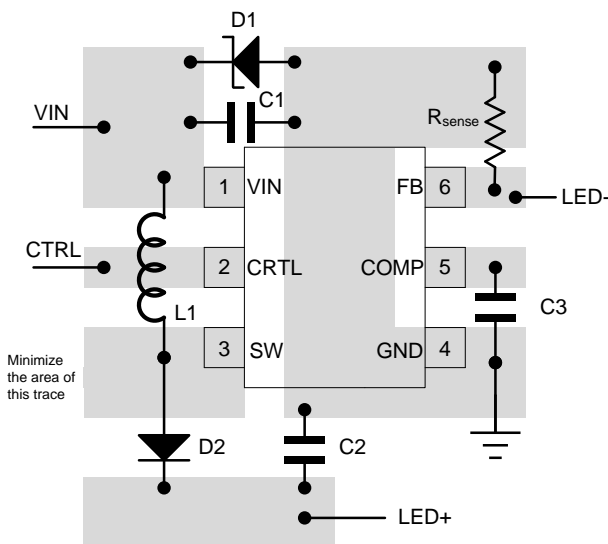 D1
VIN
C1
Rsense
1 VIN
FB 6
LED-
CTRL
2 CRTL
COMP 5
L1
C3
Minimize
the area of
this trace
3 SW
GND 4
D2
C2
LED+